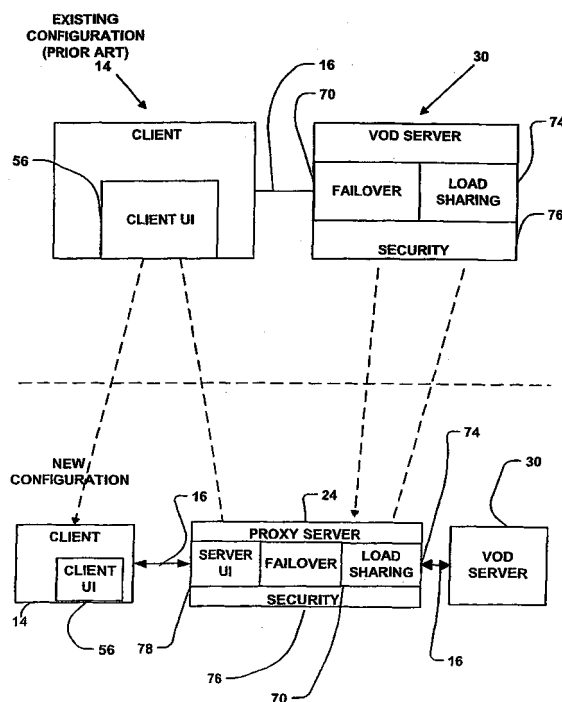 EXISTING
CONFIGURATION
(PRIOR ART)
14
16
30
70
CLIENT
VOD SERVER
74
56
FAILOVER
LOAD
SHARING
CLIENT UI
76
SECURITY
NEW
CONFIGURATION
74
30
16
24
CLIENT
PROXY SERVER
CLIENT
UI
SERVER
UI
FAILOVER
LOAD
SHARING
VOD
SERVER
SECURITY
14
56
78
76
70
16